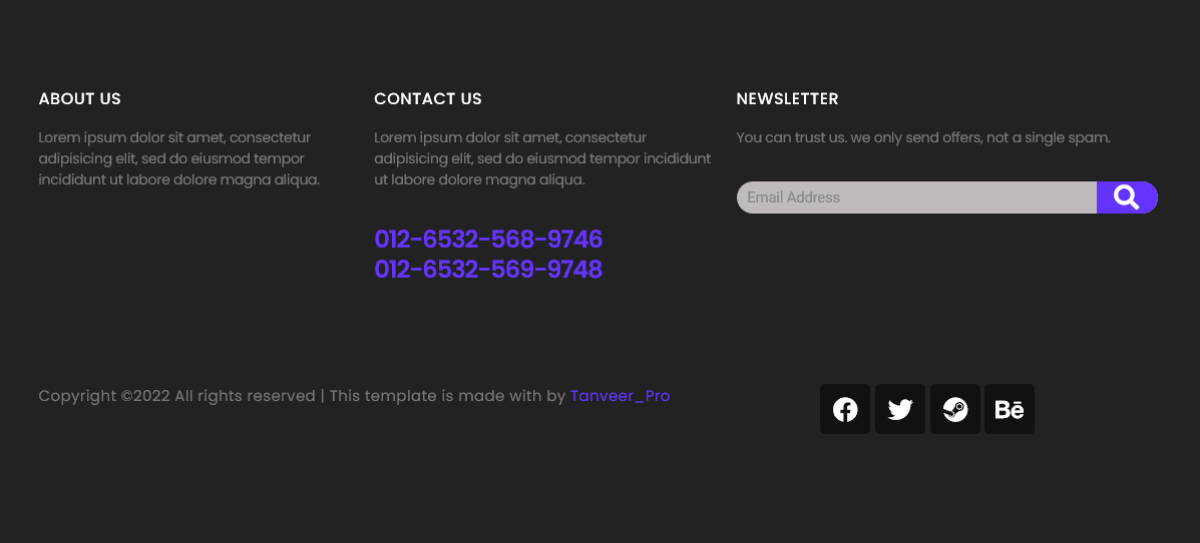 ABOUT US
Lorem ipsum dolor sit amet, consectetur
adipisicing elit, sed do eiusmod tempor
incididunt ut labore dolore magna aliqua.
CONTACT US
Lorem ipsum dolor sit amet, consectetur
adipisicing elit, sed do eiusmod tempor incididunt
ut labore dolore magna aliqua.
012-6532-568-9746
012-6532-569-9748
NEWSLETTER
You can trust us. we only send offers, not a single spam.
Email Address
Copyright ©2022 All rights reserved | This template is made with by Tanveer_Pro
Bē